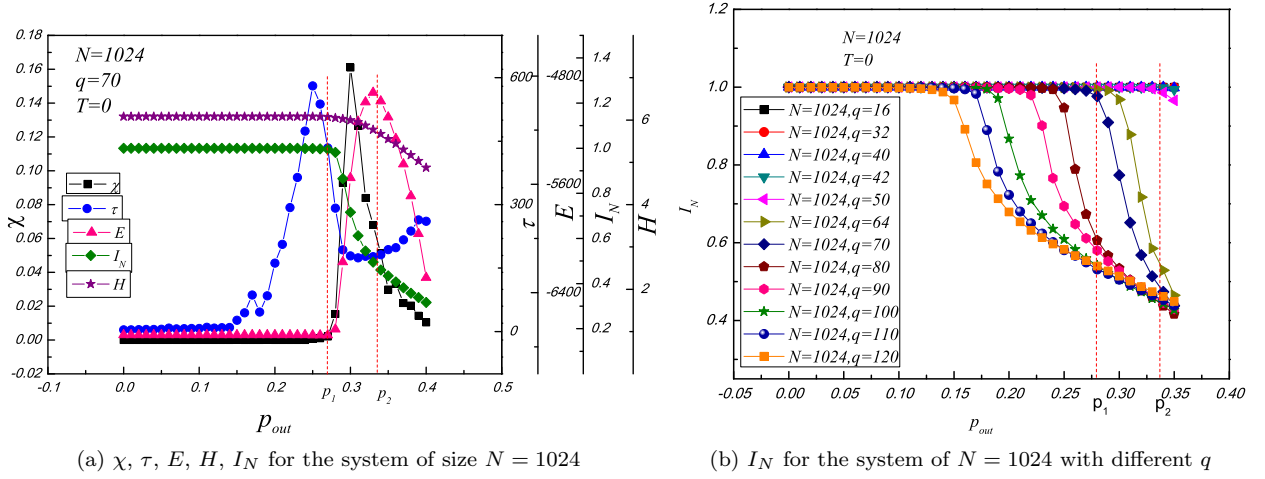 N=1024
q=70
T=0
0.18
0.16
0.14
0.12
0.10
0.08
0.06
0.04
0.02
0.00
-0.02
χ
χ
τ
E
I_N
H
-0.1
0.0
0.1
0.2
0.3
0.4
0.5
p_1
p_2
p_out
600
300
0
τ
-4800
-5600
-6400
E
1.4
1.2
1.0
0.8
0.6
0.4
0.2
I_N
6
4
2
H
(a) χ, τ, E, H, I_N for the system of size N = 1024
N=1024
T=0
1.2
1.0
0.8
0.6
0.4
I_N
N=1024,q=16
N=1024,q=32
N=1024,q=40
N=1024,q=42
N=1024,q=50
N=1024,q=64
N=1024,q=70
N=1024,q=80
N=1024,q=90
N=1024,q=100
N=1024,q=110
N=1024,q=120
-0.05
0.00
0.05
0.10
0.15
0.20
0.25
0.30
0.35
0.40
p_1
p_2
p_out
(b) I_N for the system of N = 1024 with different q